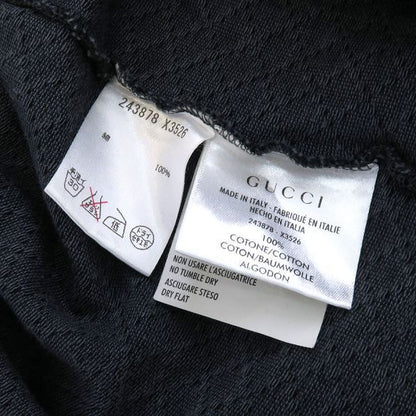 243878 X3526
100%
GUCCI
MADE IN ITALY - FABRIQUÉ EN ITALIE
HECHO EN ITALIA
243878 - X3526
100%
COTONE/COTTON
COTON/BAUMWOLLE
ALGODON
NON USARE L'ASCIUGATRICE
NO TUMBLE DRY
ASCIUGARE STESO
DRY FLAT